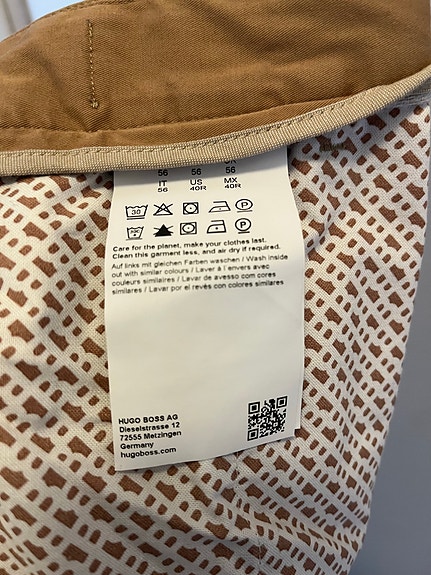 56 56 56
IT US MX
56 40R 40R
30 P
P
Care for the planet, make your clothes last.
Clean this garment less, and air dry if required.
Auf links mit gleichen Farben waschen / Wash inside
out with similar colours / Laver à l envers avec
couleurs similaires / Lavar de avesso com cores
similares / Lavar por el revés con colores similares
HUGO BOSS AG
Dieselstrasse 12
72555 Metzingen
Germany
hugoboss.com